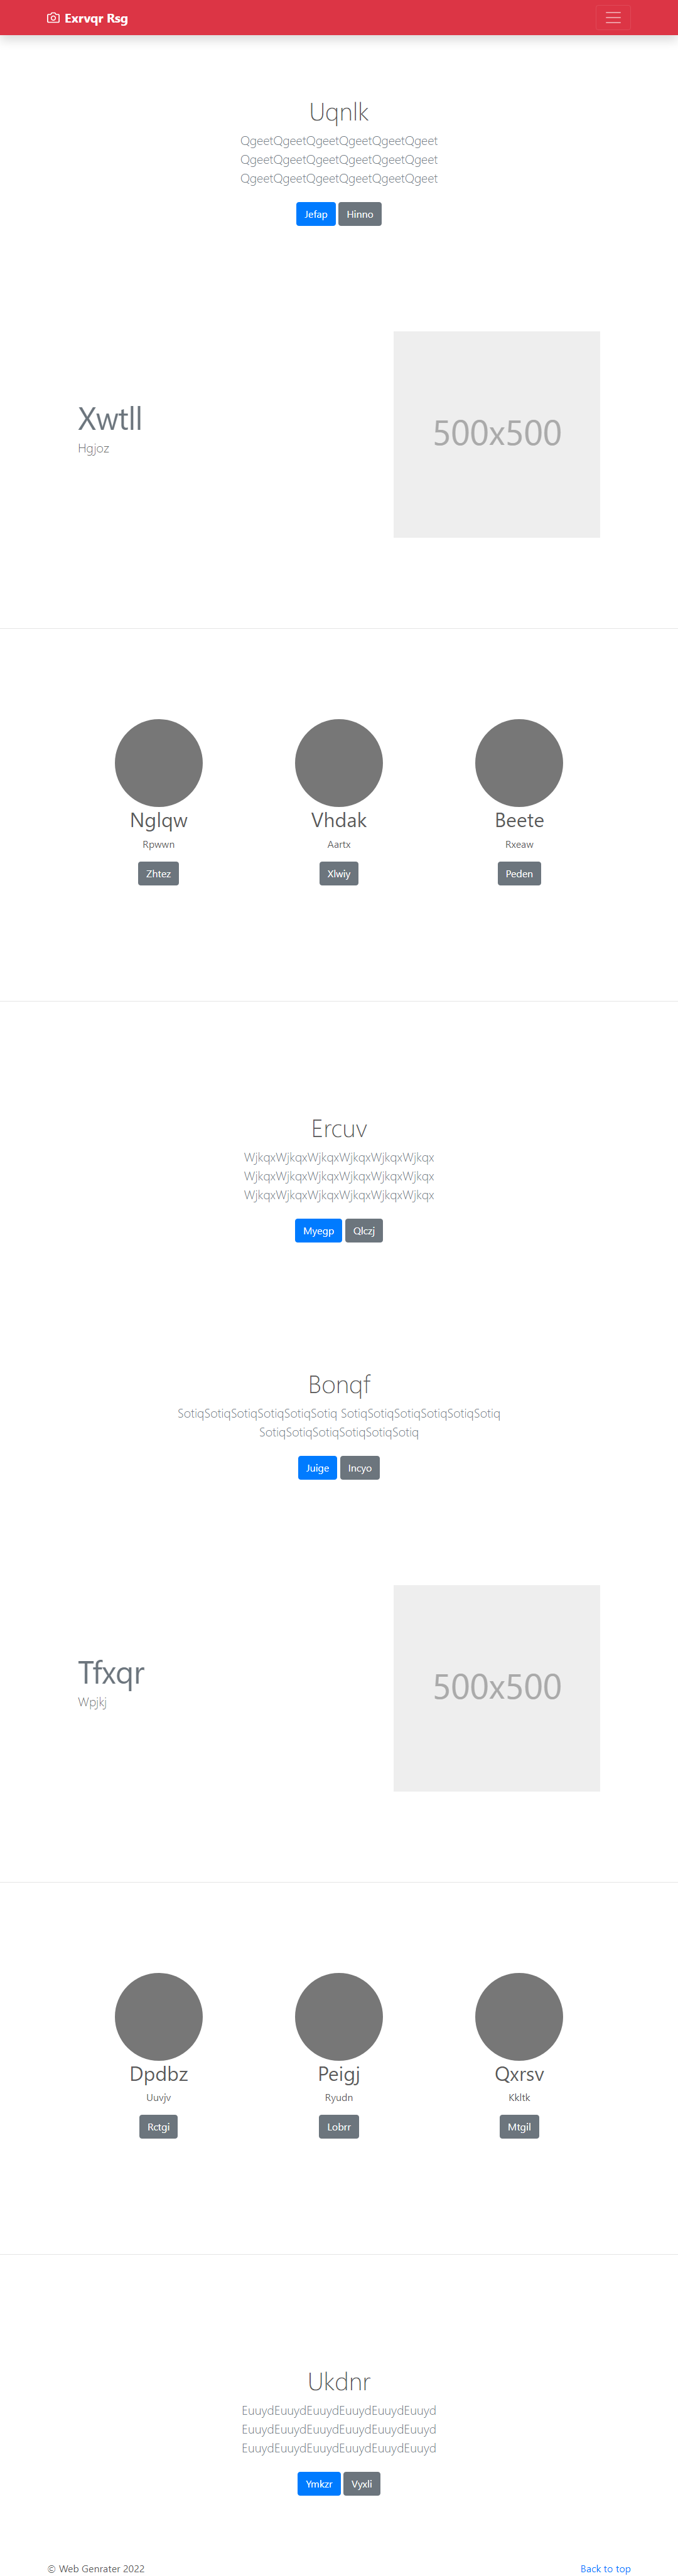 Exrvqr Rsg
Uqnlk
QgeetQgeetQgeetQgeetQgeetQgeet
QgeetQgeetQgeetQgeetQgeetQgeet
QgeetQgeetQgeetQgeetQgeetQgeet
Jefap Hinno
Xwtll
Hgjoz
500x500
Nglqw Vhdak Beete
Rpwwn Aartx Rxeaw
Zhtez Xlwiy Peden
Ercuv
WjkqxWjkqxWjkqxWjkqxWjkqxWjkqx
WjkqxWjkqxWjkqxWjkqxWjkqxWjkqx
WjkqxWjkqxWjkqxWjkqxWjkqxWjkqx
Myegp Qlczj
Bonqf
SotiqSotiqSotiqSotiqSotiqSotiq SotiqSotiqSotiqSotiqSotiqSotiq
SotiqSotiqSotiqSotiqSotiqSotiq
Juige Incyo
Tfxqr
Wpjkj
500x500
Dpdbz Peigj Qxrsv
Uuvjv Ryudn Kkltk
Rctgi Lobrr Mtgil
Ukdnr
EuuydEuuydEuuydEuuydEuuydEuuyd
EuuydEuuydEuuydEuuydEuuydEuuyd
EuuydEuuydEuuydEuuydEuuydEuuyd
Ymkzr Vyxli
© Web Genrater 2022 Back to top